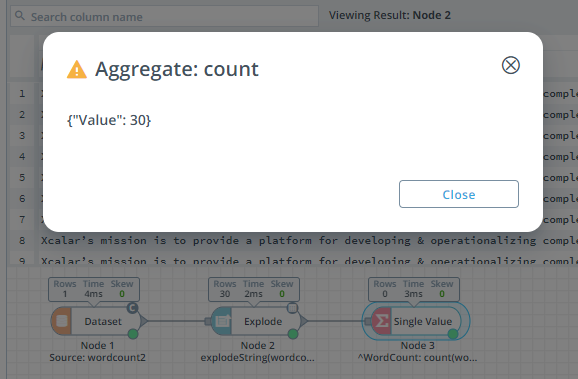 Search column name
Viewing Result: Node 2
Aggregate: count
{"Value": 30}
Close
1
2
3
4
5
6
7
8 Xcalar's mission is to provide a platform for developing & operationalizing
9 Xcalar's mission is to provide a platform for developing & operationalizing
Rows Time Skew
1 4ms 0
Rows Time Skew
30 2ms 0
Rows Time Skew
0 3ms 0
Dataset
Explode
Single Value
Node 1
Source: wordcount2
Node 2
explodeString(wordco...
Node 3
^WordCount: count(wo...